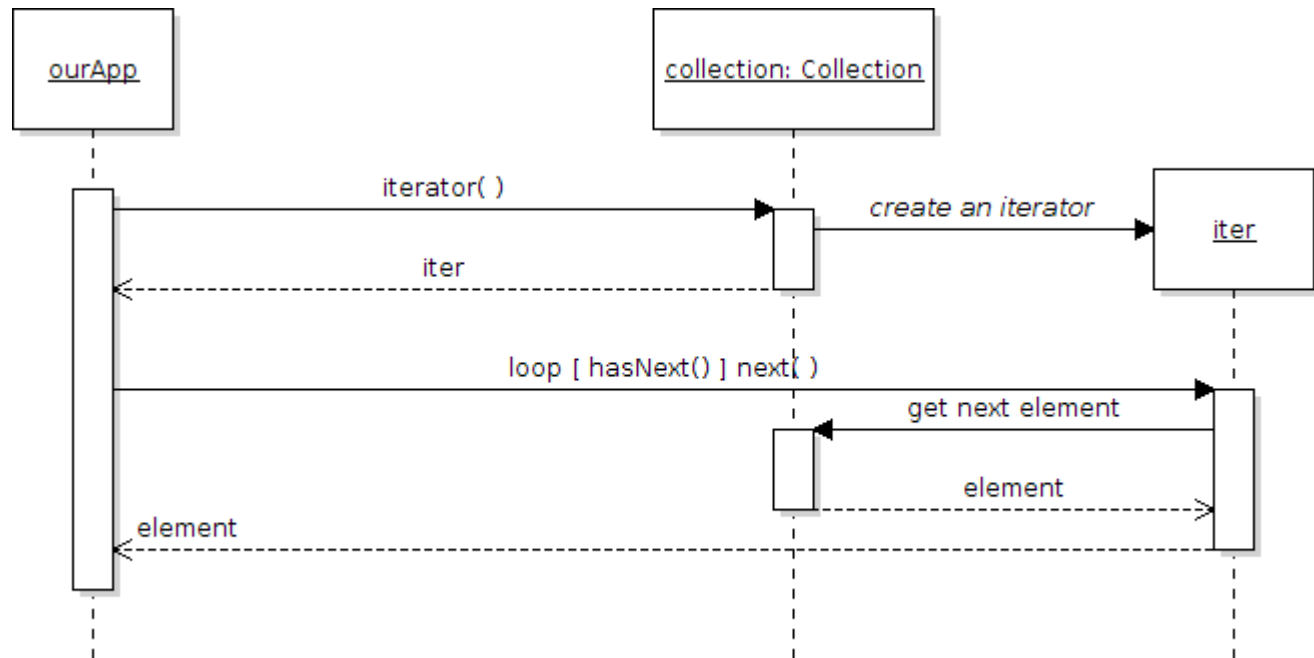 ourApp
collection: Collection
iterator( )
create an iterator
iter
iter
loop [ hasNext() ] next( )
get next element
element
element